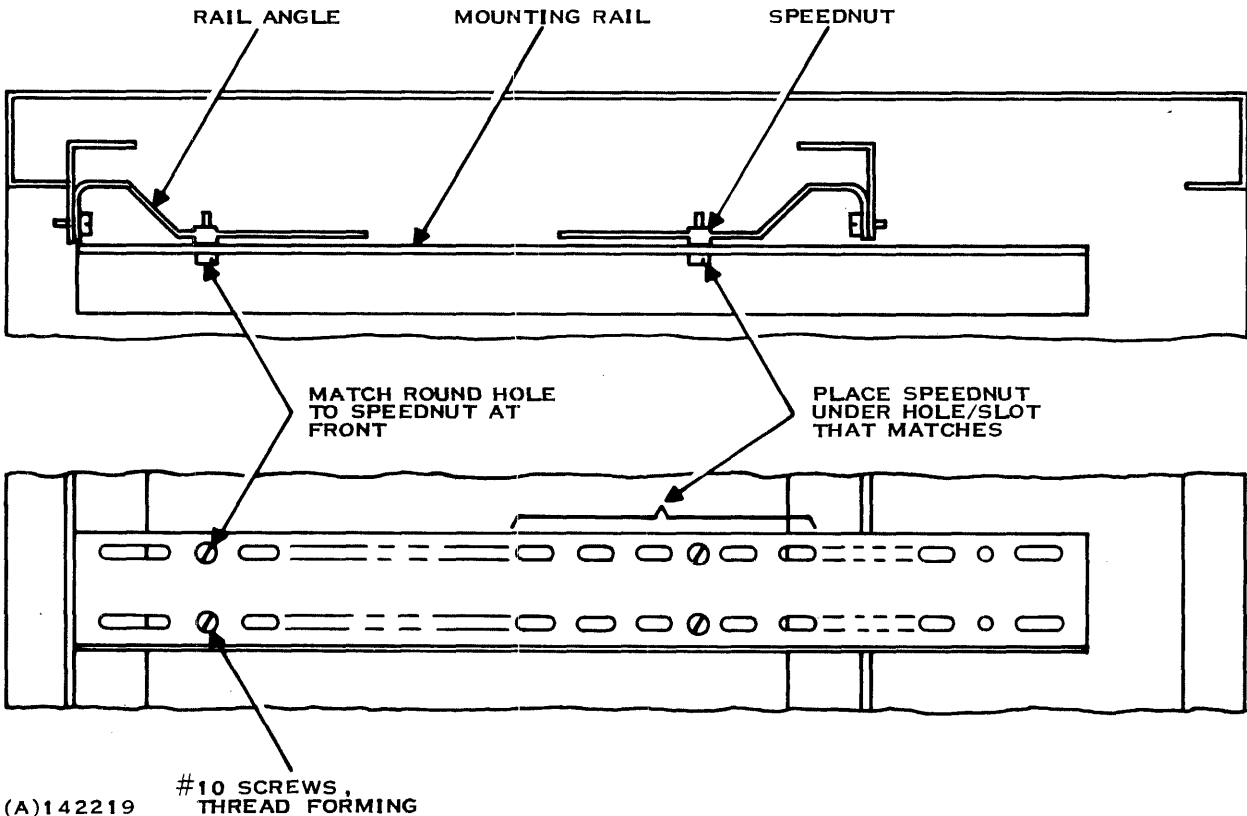 RAIL ANGLE
MOUNTING RAIL
SPEEDNUT
MATCH ROUND HOLE
TO SPEEDNUT AT
FRONT
PLACE SPEEDNUT
UNDER HOLE/SLOT
THAT MATCHES
#10 SCREWS,
THREAD FORMING
(A)142219